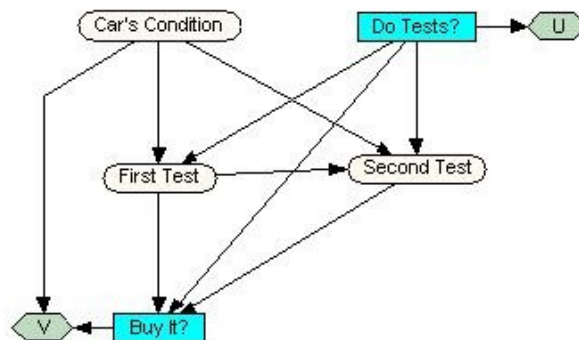 Car's Condition
Do Tests?
U
First Test
Second Test
V
Buy It?